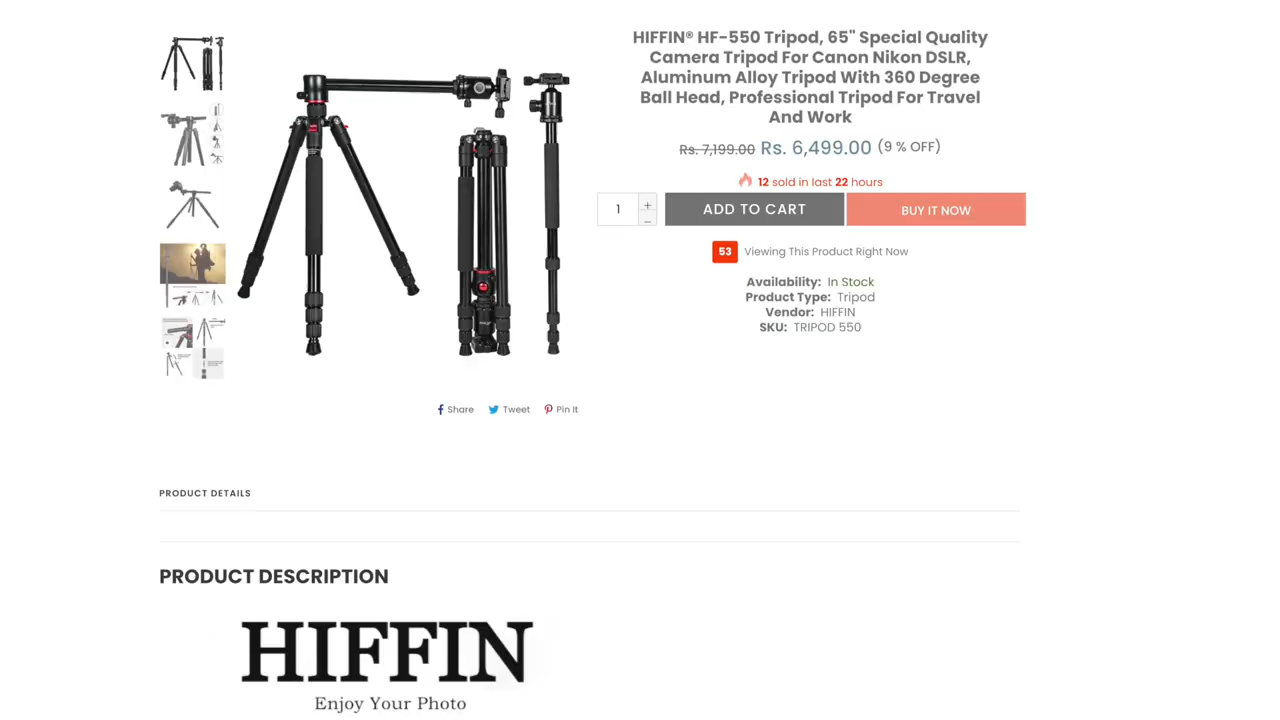 HIFFIN® HF-550 Tripod, 65" Special Quality
Camera Tripod For Canon Nikon DSLR,
Aluminum Alloy Tripod With 360 Degree
Ball Head, Professional Tripod For Travel
And Work
Rs. 7,199.00 Rs. 6,499.00 (9 % OFF)
12 sold in last 22 hours
1 + − ADD TO CART BUY IT NOW
53 Viewing This Product Right Now
Availability: In Stock
Product Type: Tripod
Vendor: HIFFIN
SKU: TRIPOD 550
Share Tweet Pin It
PRODUCT DETAILS
PRODUCT DESCRIPTION
HIFFIN
Enjoy Your Photo